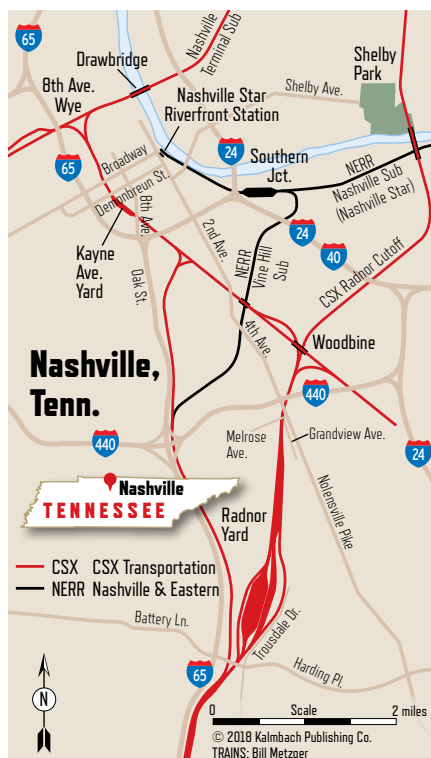 65
Drawbridge
Nashville
Terminal Sub
8th Ave.
Wye
Shelby
Park
Shelby Ave.
Nashville Star
Riverfront Station
24
Southern
Jct.
NERR
Nashville Sub
(Nashville Star)
65
Broadway
Demonbreun St.
8th Ave.
Kayne
Ave.
Yard
Oak St.
2nd Ave.
NERR
Vine Hill
Sub
24
40
CSX Radnor Cutoff
4th Ave.
Woodbine
Nashville,
Tenn.
440
440
Melrose
Ave.
Grandview Ave.
24
Nashville
TENNESSEE
Radnor
Yard
Nolensville Pike
CSX CSX Transportation
NERR Nashville & Eastern
Battery Ln.
Trousdale Dr.
Harding Pl.
65
N
0 Scale 2 miles
© 2018 Kalmbach Publishing Co.
TRAINS: Bill Metzger